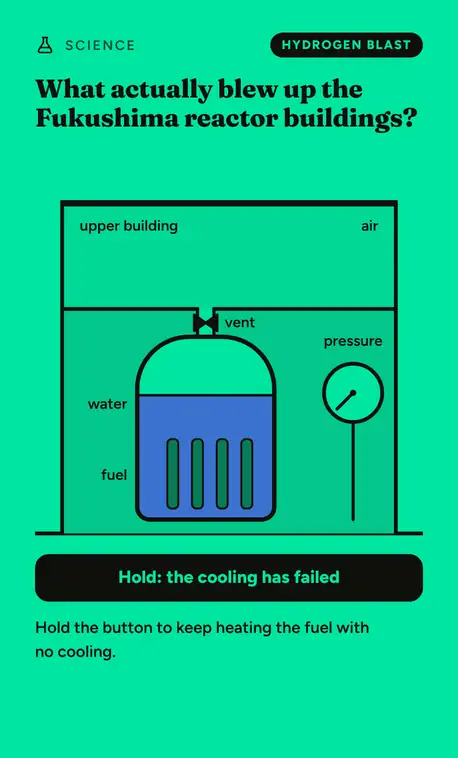 SCIENCE
HYDROGEN BLAST
What actually blew up the
Fukushima reactor buildings?
upper building
air
vent
pressure
water
fuel
Hold: the cooling has failed
Hold the button to keep heating the fuel with
no cooling.